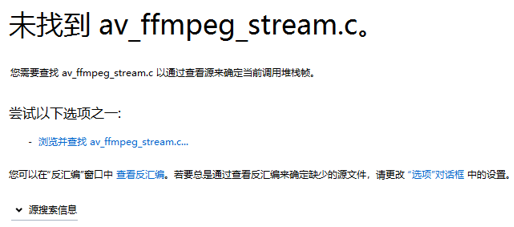 未找到 av_ffmpeg_stream.c。
您需要查找 av_ffmpeg_stream.c 以通过查看源来确定当前调用堆栈帧。
尝试以下选项之一:
- 浏览并查找 av_ffmpeg_stream.c...
您可以在"反汇编"窗口中 查看反汇编。若要总是通过查看反汇编来确定缺少的源文件，请更改 "选项"对话框 中的设置。
源搜索信息